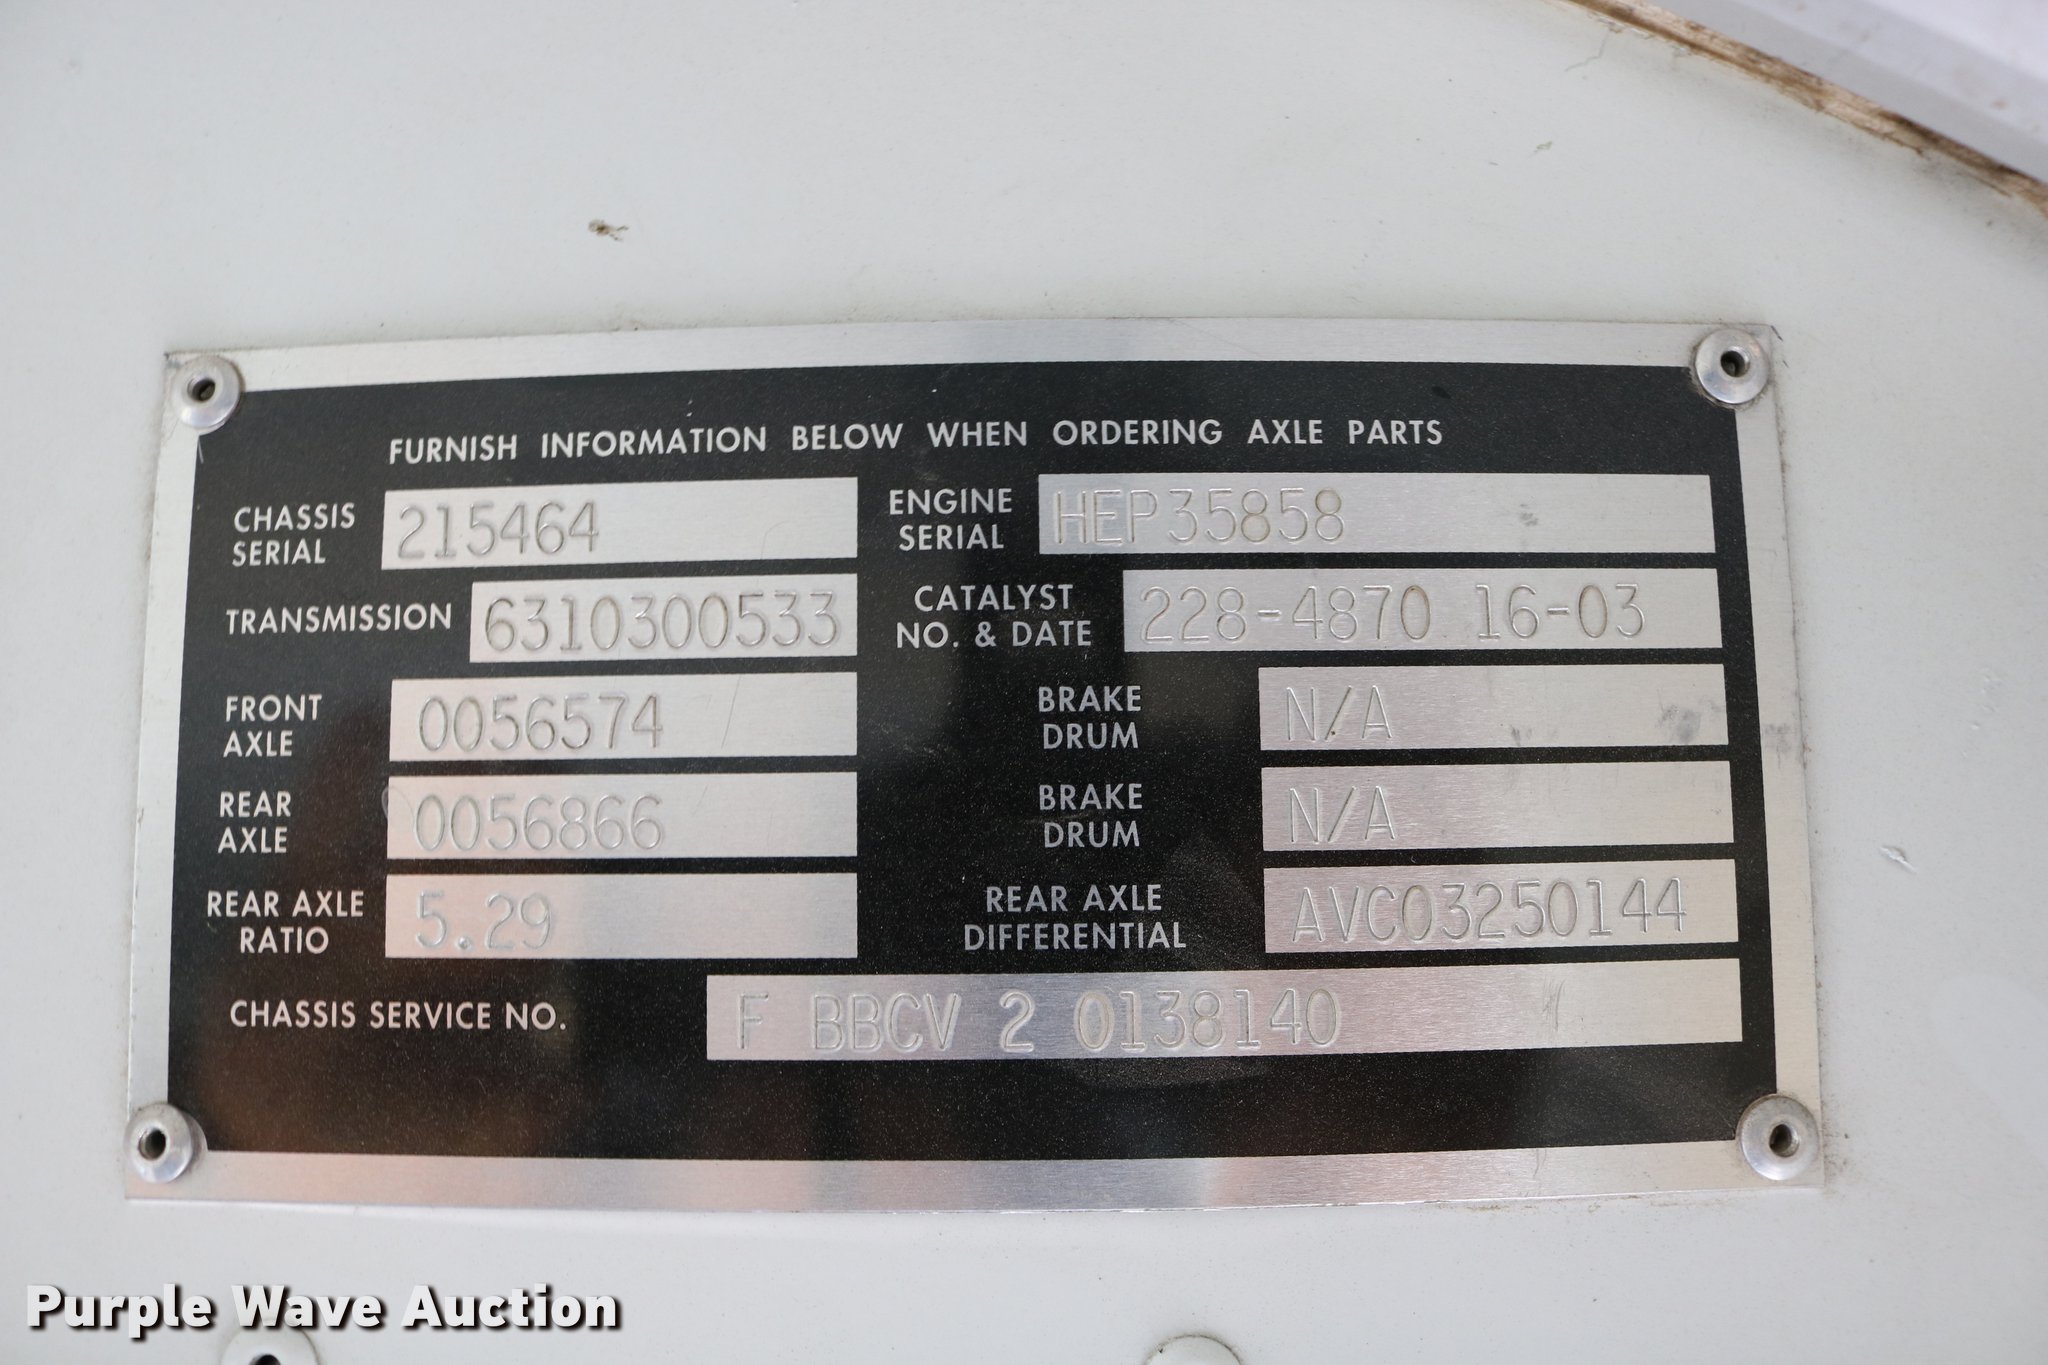 FURNISH INFORMATION BELOW WHEN ORDERING AXLE PARTS
CHASSIS SERIAL 215464
ENGINE SERIAL HEP35858
TRANSMISSION 6310300533
CATALYST NO. & DATE 228-4870 16-03
FRONT AXLE 0056574
BRAKE DRUM N/A
REAR AXLE 0056866
BRAKE DRUM N/A
REAR AXLE RATIO 5.29
REAR AXLE DIFFERENTIAL AVC03250144
CHASSIS SERVICE NO. F BBCV 2 0138140
Purple Wave Auction